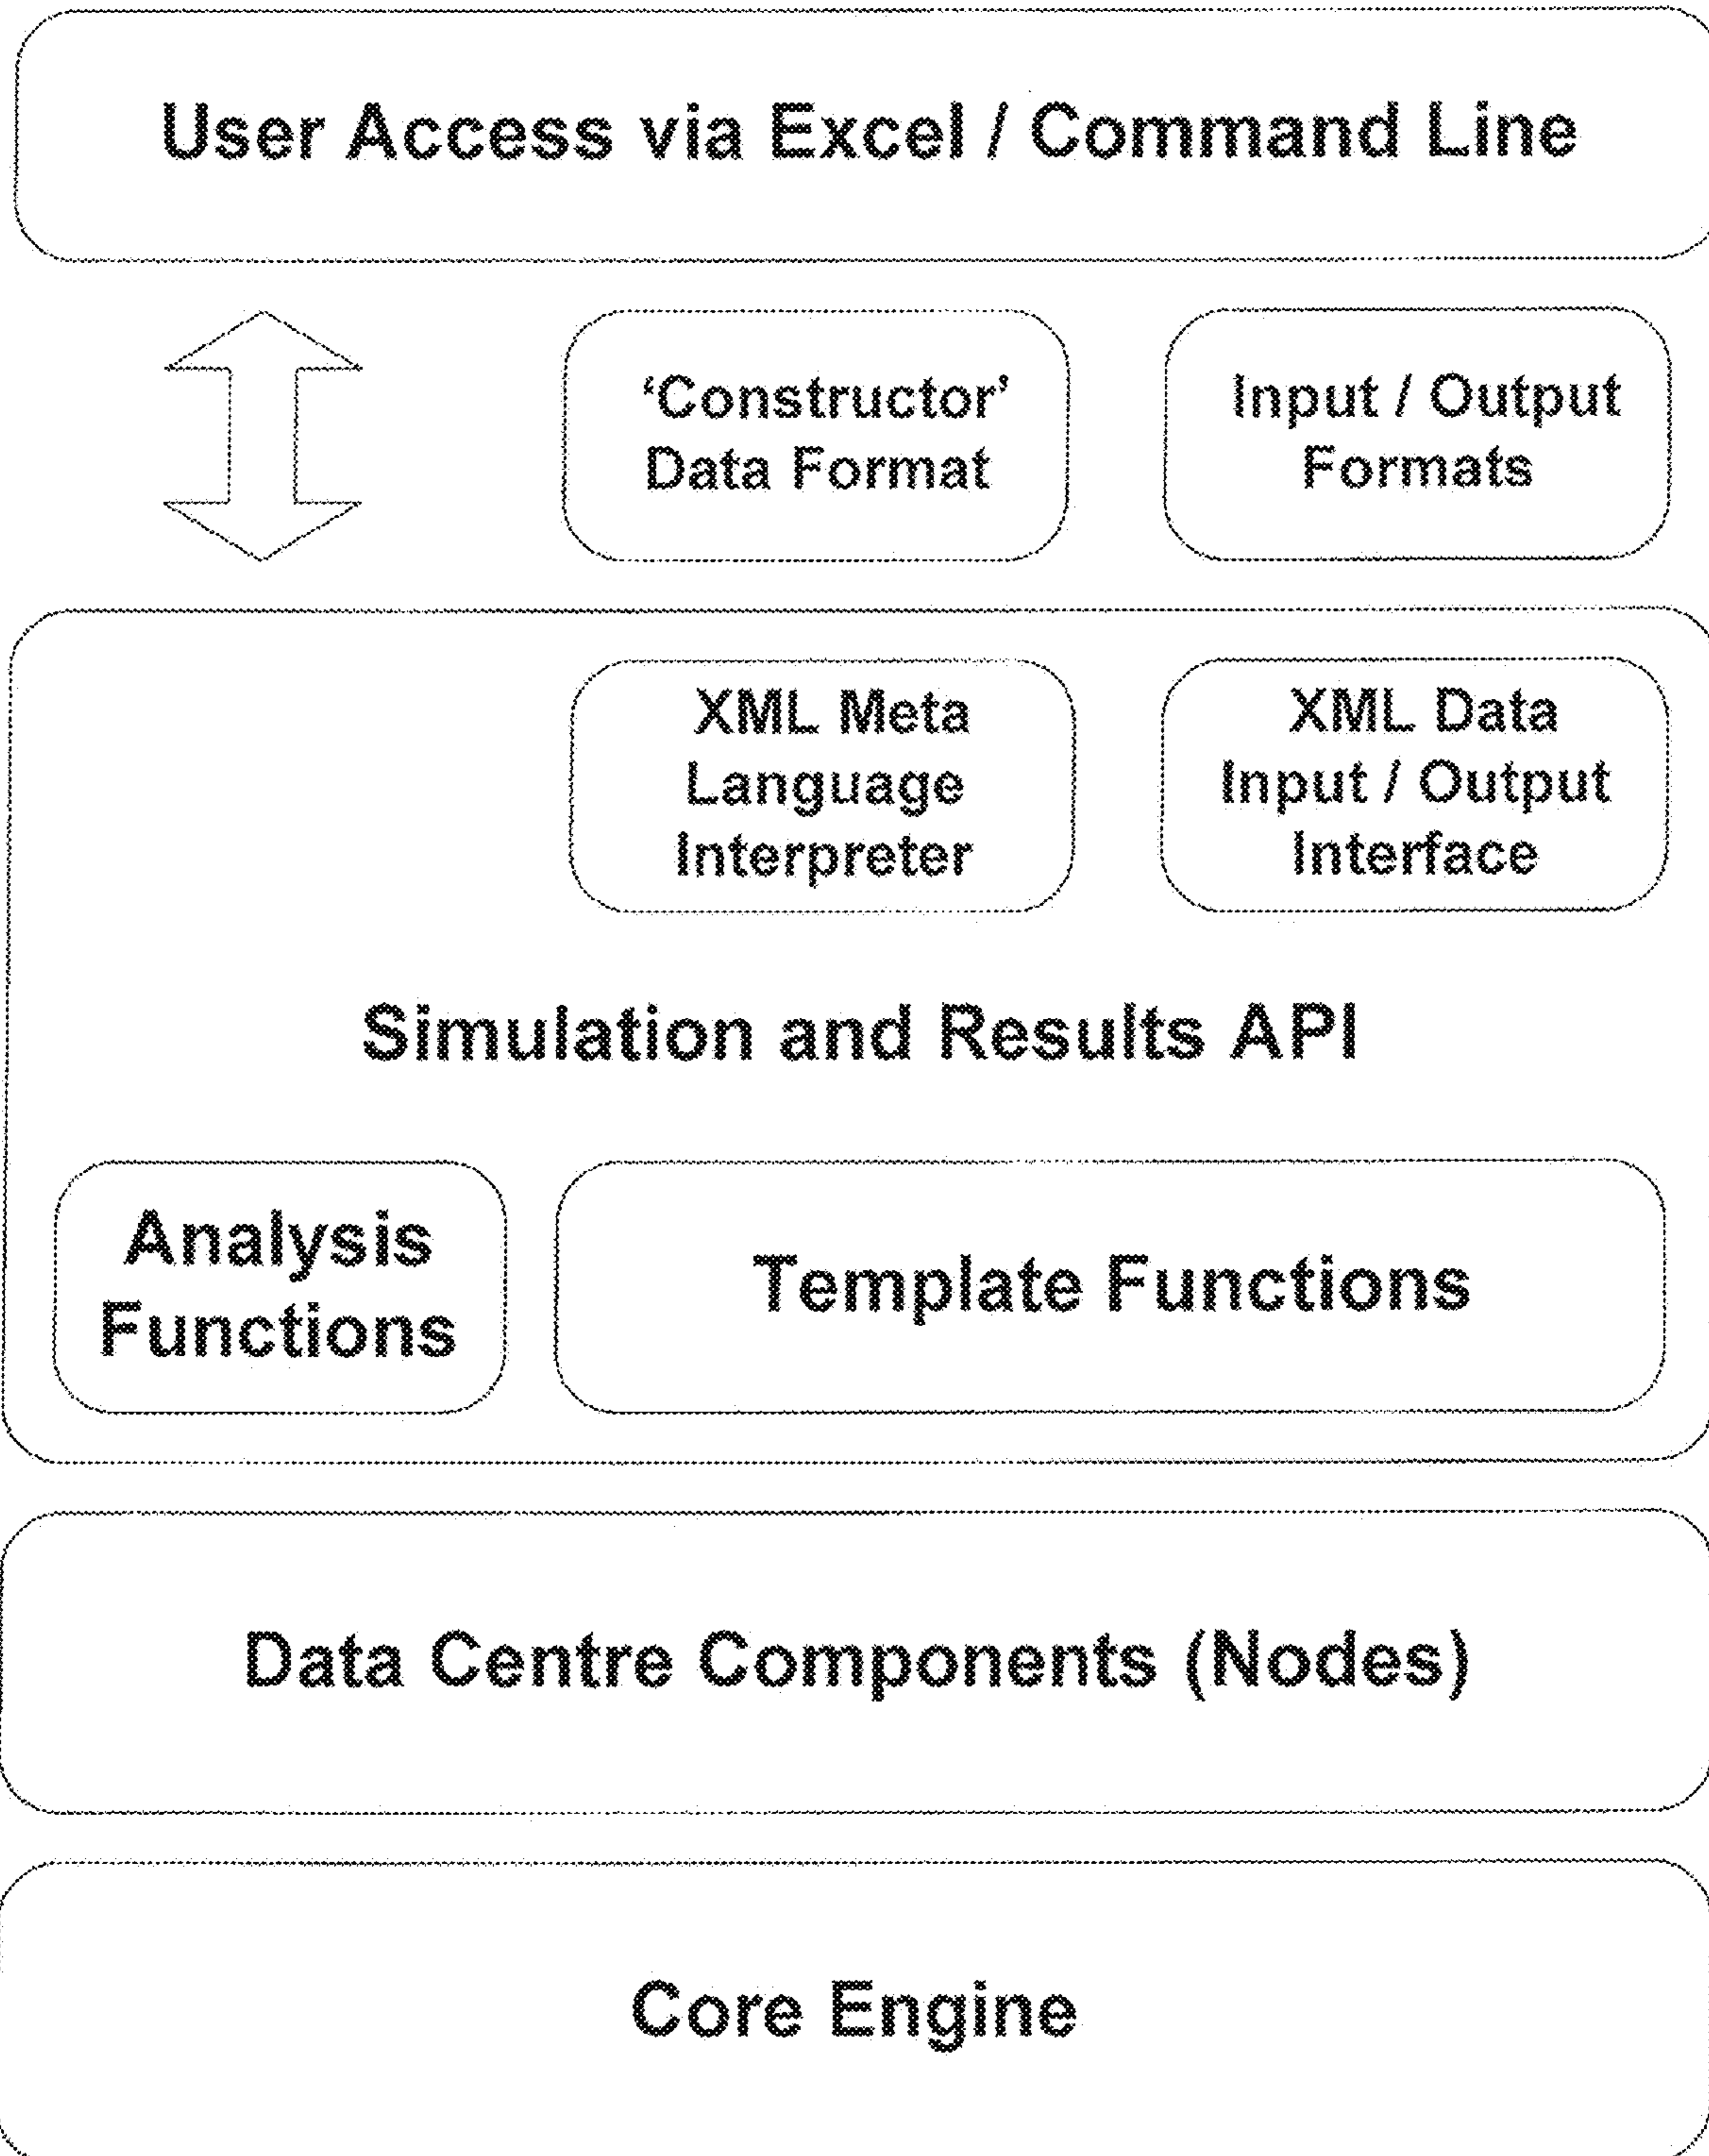 User Access via Excel / Command Line
‘Constructor’
Data Format
Input / Output
Formats
XML Meta
Language
Interpreter
XML Data
Input / Output
Interface
Simulation and Results API
Analysis
Functions
Template Functions
Data Centre Components (Nodes)
Core Engine